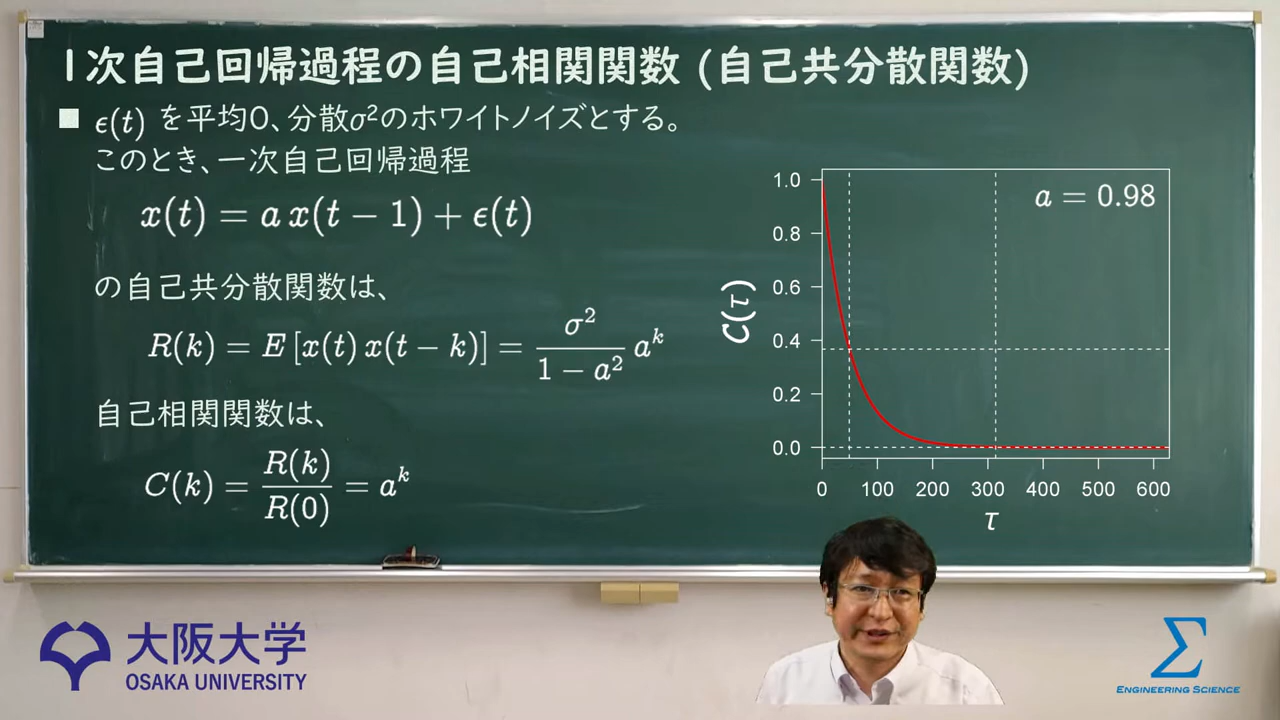 1次自己回帰過程の自己相関関数 (自己共分散関数)
■ ϵ(t) を平均0、分散σ²のホワイトノイズとする。
このとき、一次自己回帰過程
x(t) = a x(t − 1) + ϵ(t)
の自己共分散関数は、
R(k) = E [x(t) x(t − k)] = σ² / (1 − a²) aᵏ
自己相関関数は、
C(k) = R(k) / R(0) = aᵏ
a = 0.98
C(τ)
1.0
0.8
0.6
0.4
0.2
0.0
0 100 200 300 400 500 600
τ
大阪大学
OSAKA UNIVERSITY
Σ
ENGINEERING SCIENCE